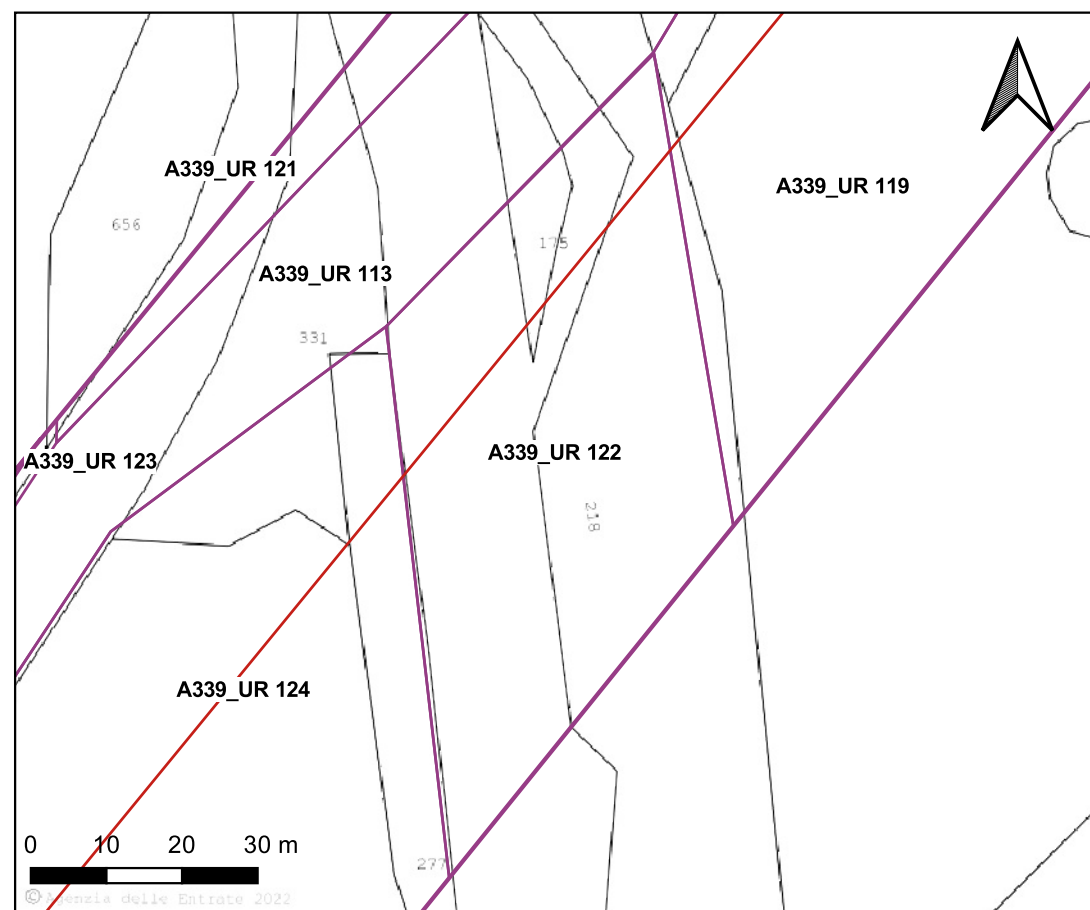 A339_UR 121
A339_UR 119
656
175
A339_UR 113
331
A339_UR 122
A339_UR 123
218
A339_UR 124
0 10 20 30 m
277
© Agenzia delle Entrate 2022